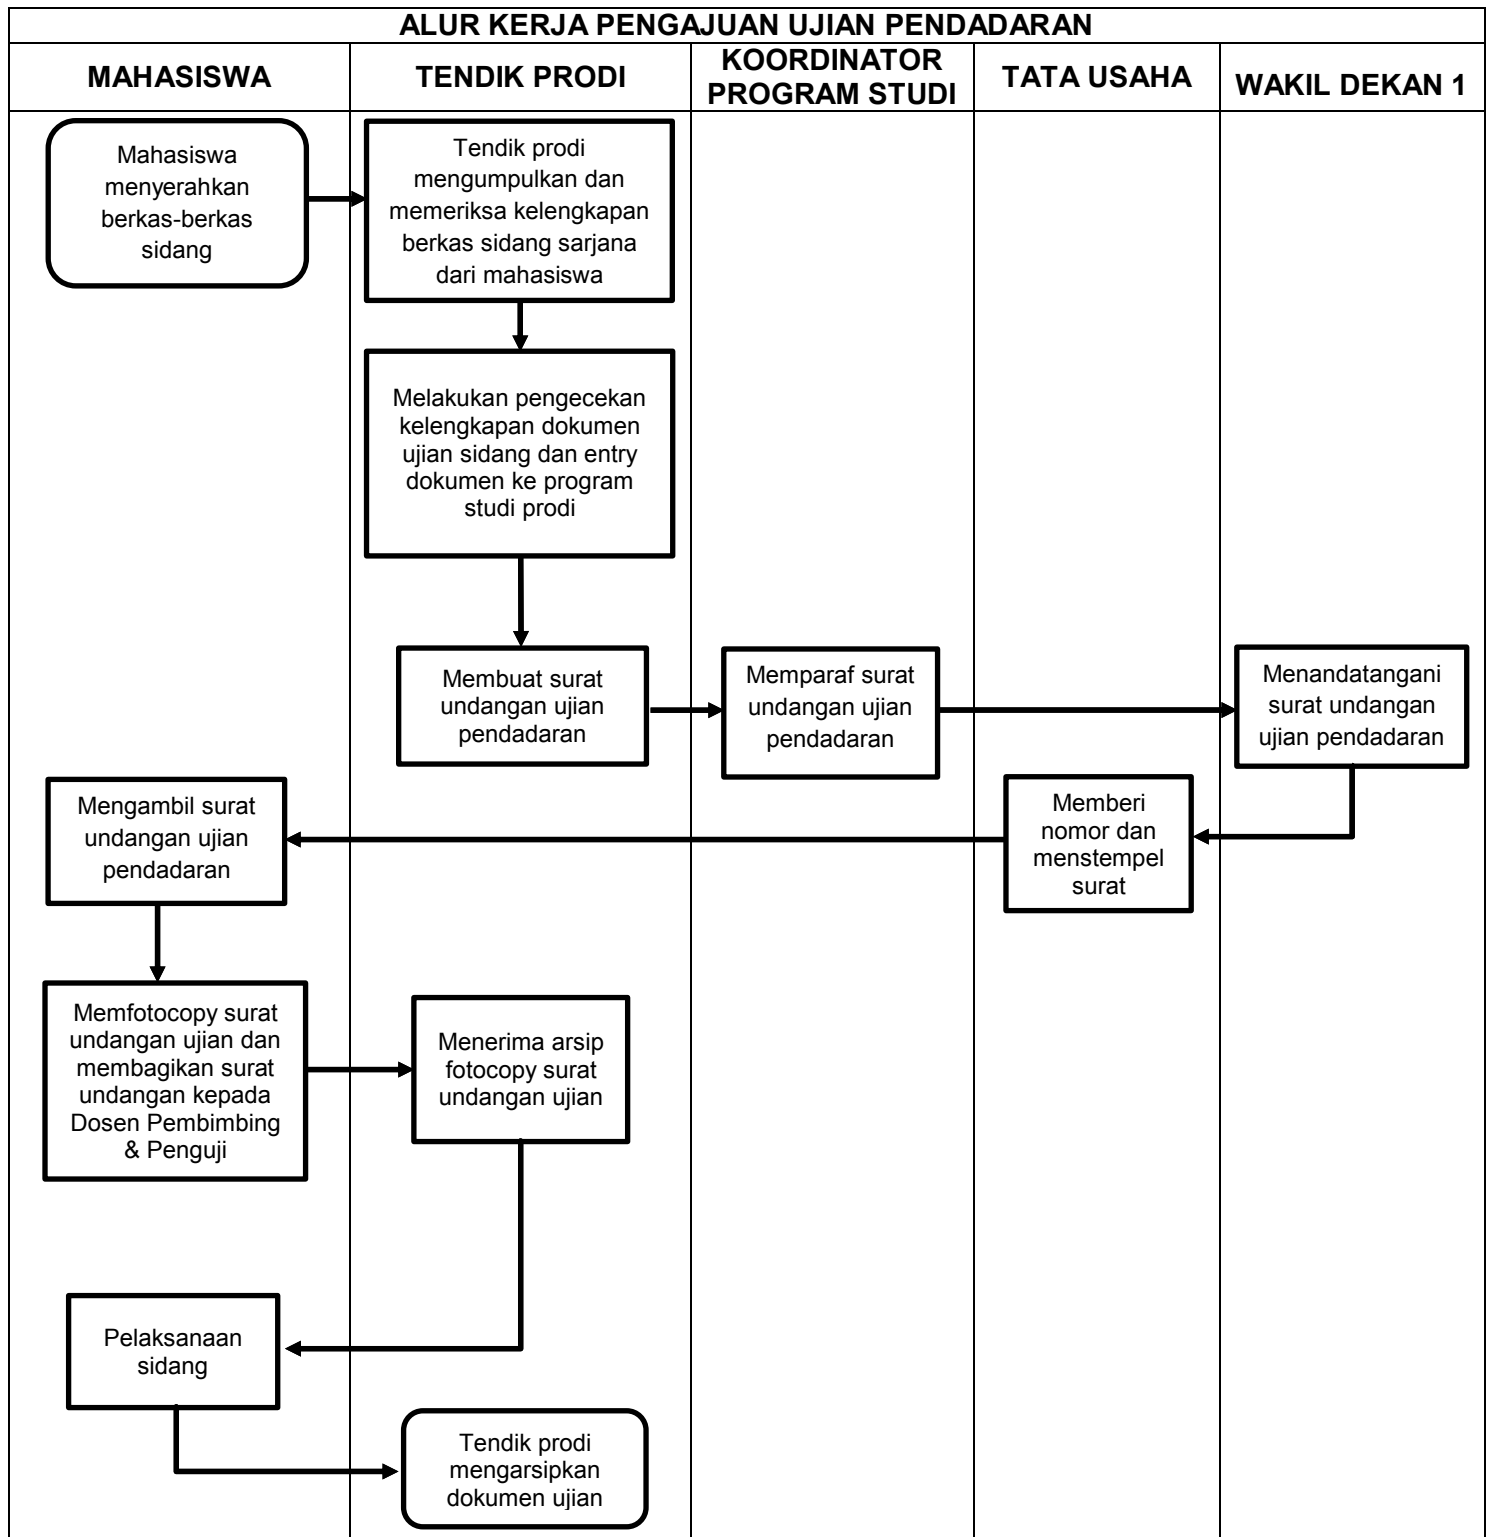 ALUR KERJA PENGAJUAN UJIAN PENDADARAN
MAHASISWA
TENDIK PRODI
KOORDINATOR
PROGRAM STUDI
TATA USAHA
WAKIL DEKAN 1
Mahasiswa
menyerahkan
berkas-berkas
sidang
Tendik prodi
mengumpulkan dan
memeriksa kelengkapan
berkas sidang sarjana
dari mahasiswa
Melakukan pengecekan
kelengkapan dokumen
ujian sidang dan entry
dokumen ke program
studi prodi
Membuat surat
undangan ujian
pendadaran
Memparaf surat
undangan ujian
pendadaran
Menandatangani
surat undangan
ujian pendadaran
Memberi
nomor dan
menstempel
surat
Mengambil surat
undangan ujian
pendadaran
Memfotocopy surat
undangan ujian dan
membagikan surat
undangan kepada
Dosen Pembimbing
& Penguji
Menerima arsip
fotocopy surat
undangan ujian
Pelaksanaan
sidang
Tendik prodi
mengarsipkan
dokumen ujian